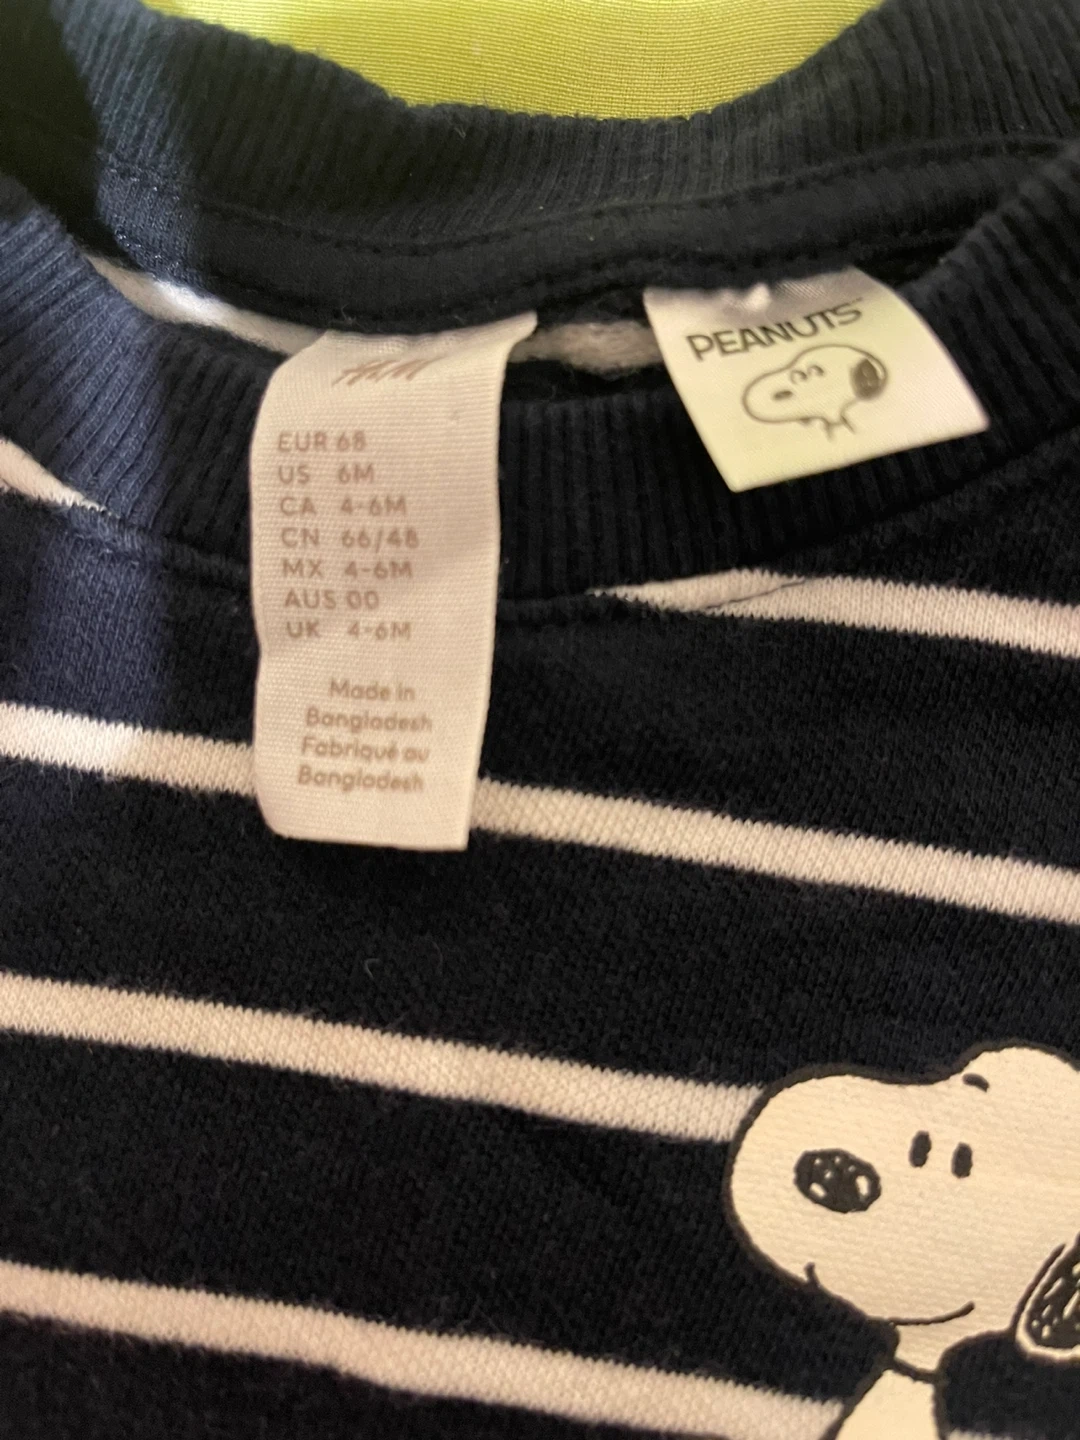 H&M
EUR 68
US 6M
CA 4-6M
CN 66/48
MX 4-6M
AUS 00
UK 4-6M
Made in
Bangladesh
Fabriqué au
Bangladesh
PEANUTS